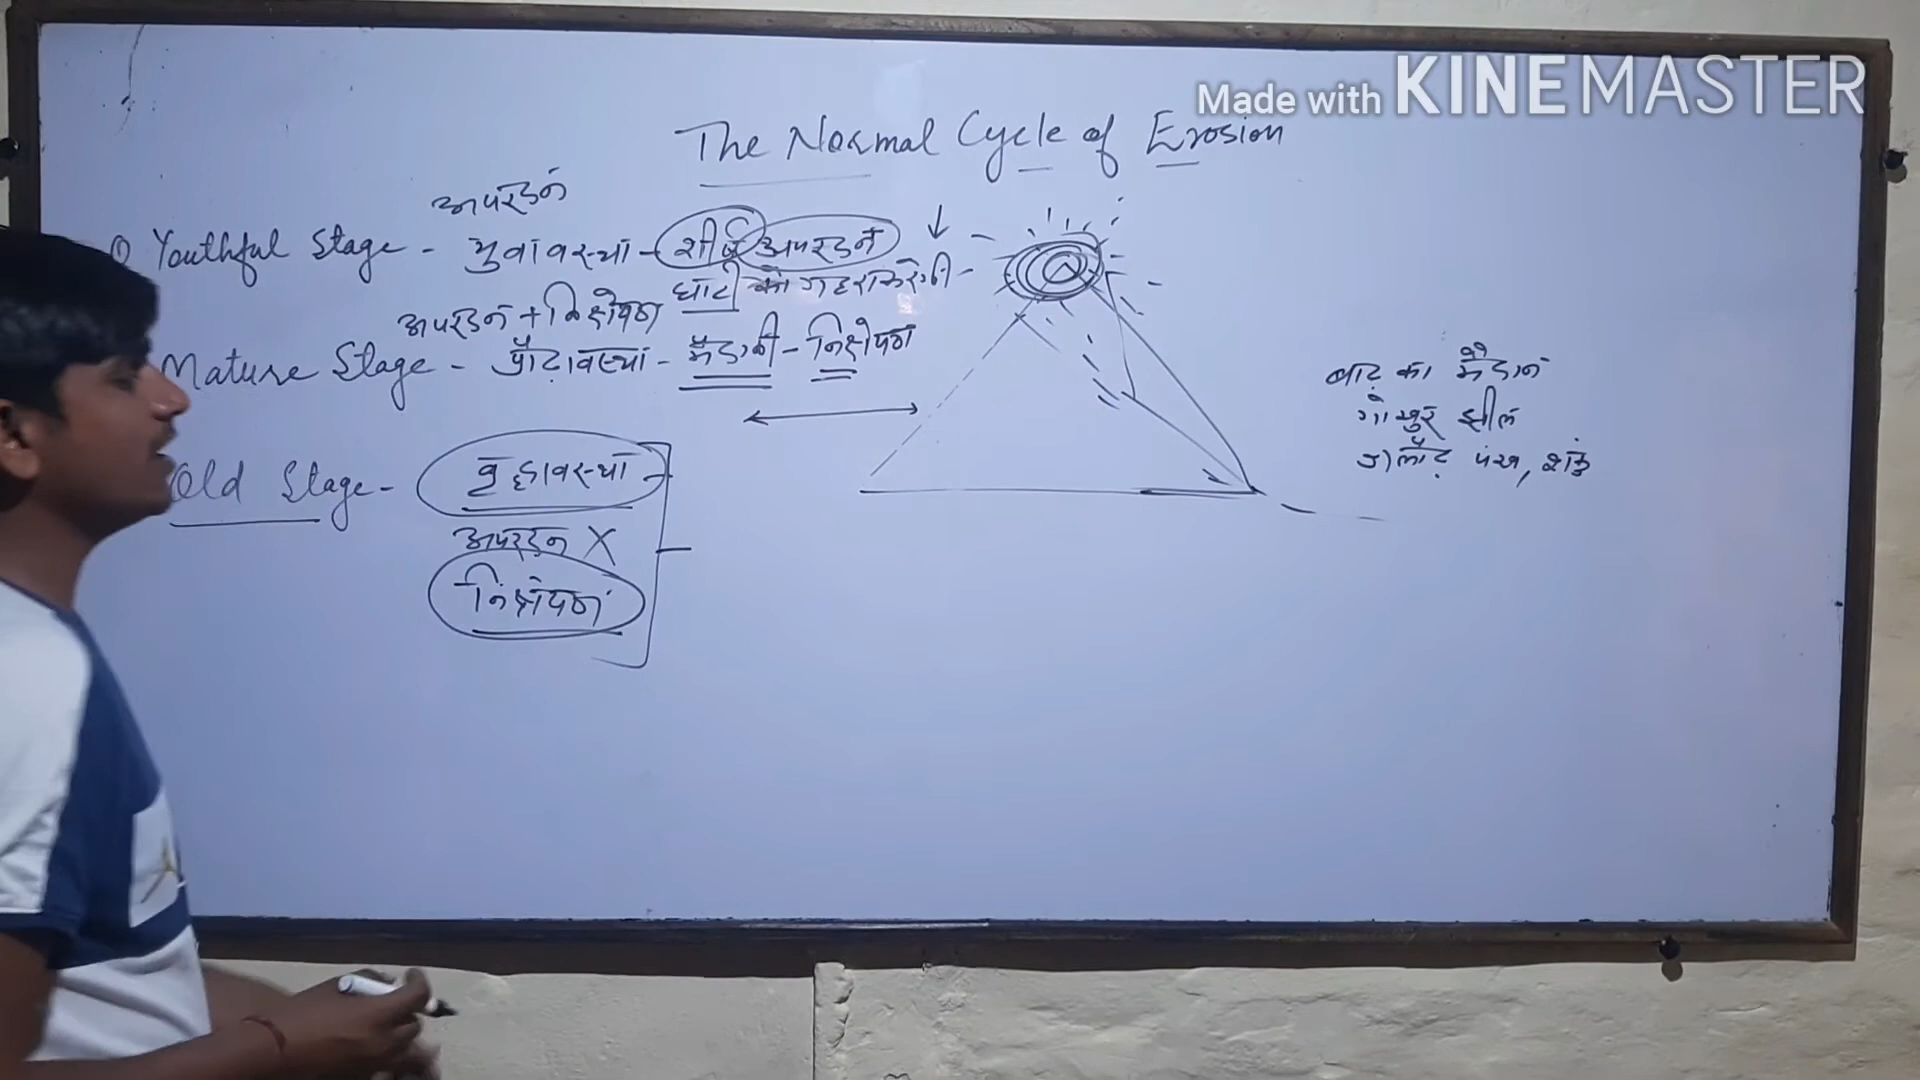 Made with KINEMASTER
The Normal Cycle of Erosion
अपरदन
① Youthful Stage - युवावस्था - शीर्ष अपरदन
घाटी को गहरा करेगी -
अपरदन + निक्षेपण
Mature Stage - प्रौढ़ावस्था - मैदानी - निक्षेपण
Old Stage - वृद्धावस्था
अपरदन X
निक्षेपण
बाढ़ का मैदान
गोखुर झील
जलोढ़ पंख, शंकु